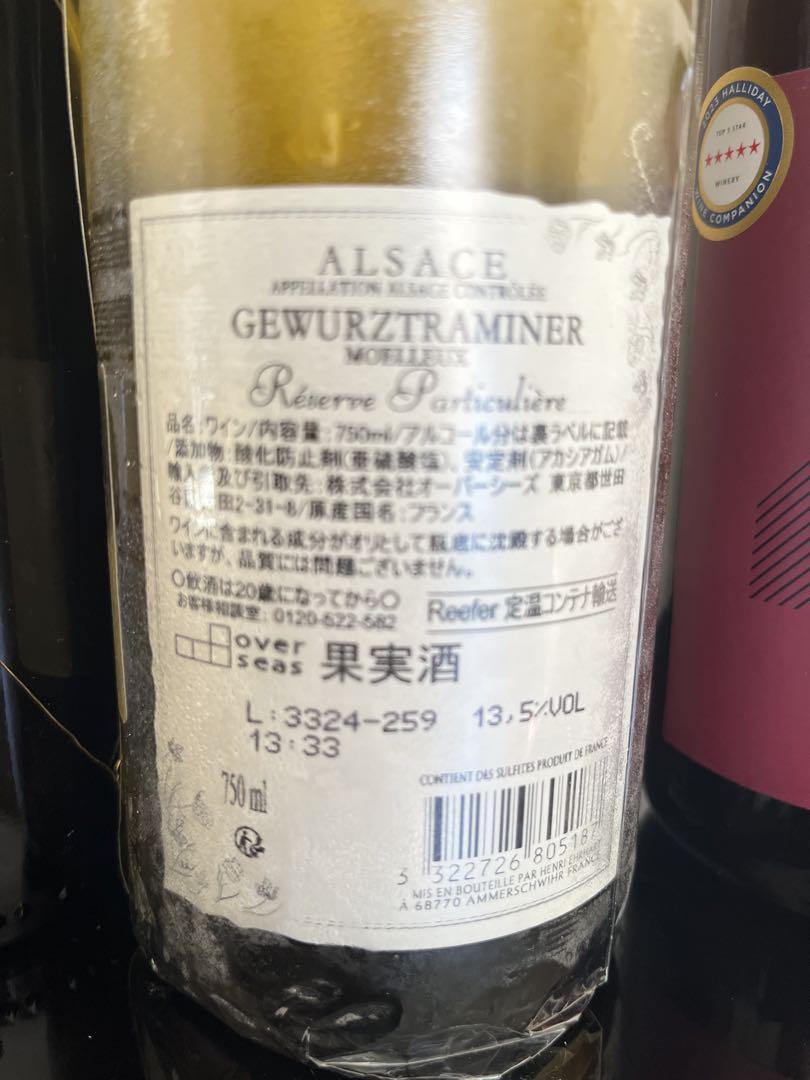 ALSACE
APPELLATION ALSACE CONTRÔLÉE
GEWURZTRAMINER
MOELLEUX
Réserve Particulière
品名:ワイン/内容量:750ml/アルコール分は裏ラベルに記載
/添加物:酸化防止剤(亜硫酸塩)、安定剤(アカシアガム)/
輸入 及び引取先:株式会社オーバーシーズ 東京都世田
谷 田2-31-8/原産国名:フランス
ワインに含まれる成分がオリとして瓶底に沈殿する場合がござ
いますが、品質には問題ございません。
〇飲酒は20歳になってから〇
お客様相談室:0120-522-582
Reefer 定温コンテナ輸送
over
seas 果実酒
L:3324-259 13,5%VOL
13:33
CONTIENT DES SULFITES PRODUIT DE FRANCE
750 ml
3 322726 80518
MIS EN BOUTEILLE PAR HENRI EHRHART
À 68770 AMMERSCHWIHR FRANCE
2023 HALLIDAY
TOP 5 STAR
WINERY
WINE COMPANION